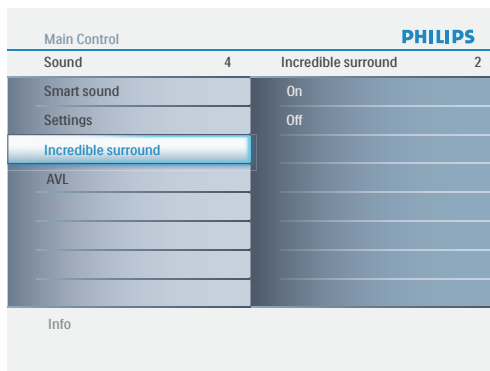 Main Control
PHILIPS
Sound 4 Incredible surround 2
Smart sound On
Settings Off
Incredible surround
AVL
Info